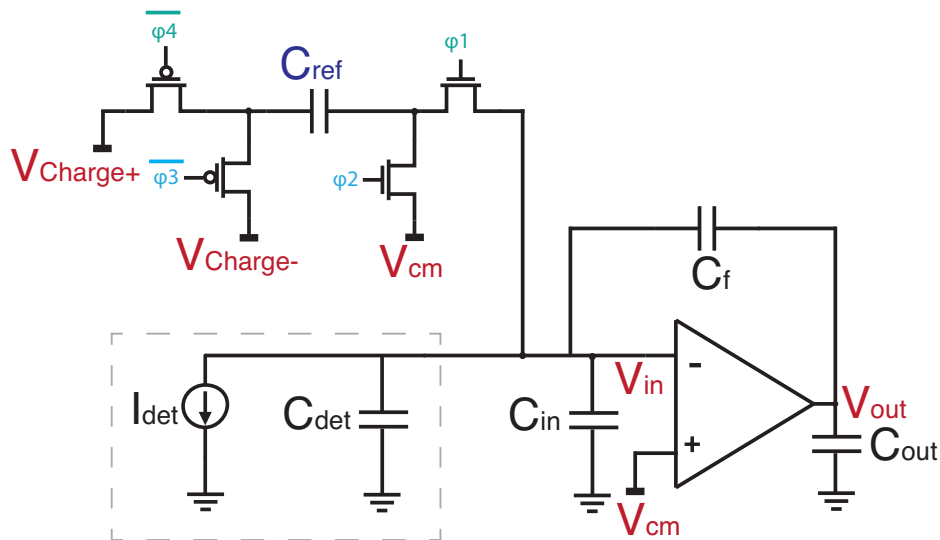 φ4
φ1
Cref
VCharge+
φ3
φ2
VCharge-
Vcm
Cf
Idet
Cdet
Cin
Vin
-
+
Vout
Cout
Vcm